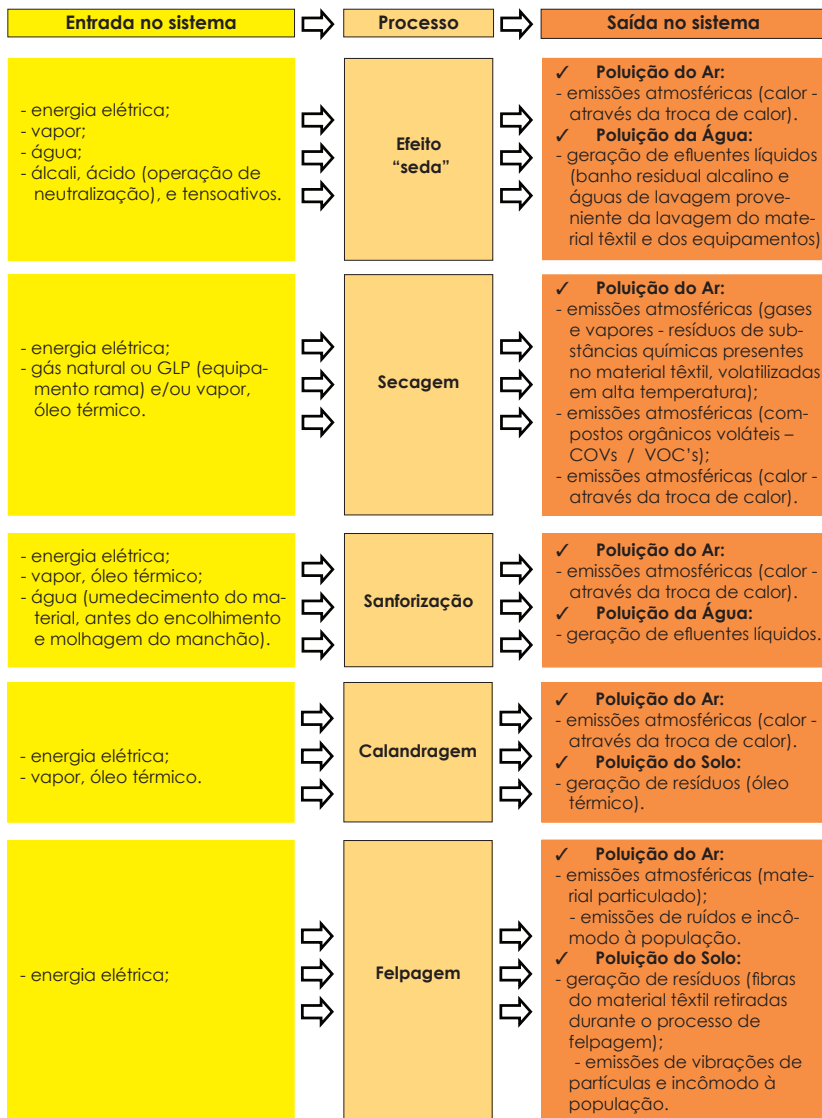 Entrada no sistema
Processo
Saída no sistema
- energia elétrica;
- vapor;
- água;
- álcali, ácido (operação de
neutralização), e tensoativos.
Efeito
“seda”
✓ Poluição do Ar:
- emissões atmosféricas (calor -
através da troca de calor).
✓ Poluição da Água:
- geração de efluentes líquidos
(banho residual alcalino e
águas de lavagem prove-
niente da lavagem do mate-
rial têxtil e dos equipamentos)
- energia elétrica;
- gás natural ou GLP (equipa-
mento rama) e/ou vapor,
óleo térmico.
Secagem
✓ Poluição do Ar:
- emissões atmosféricas (gases
e vapores - resíduos de sub-
stâncias químicas presentes
no material têxtil, volatilizadas
em alta temperatura);
- emissões atmosféricas (com-
postos orgânicos voláteis –
COVs / VOC’s);
- emissões atmosféricas (calor -
através da troca de calor).
- energia elétrica;
- vapor, óleo térmico;
- água (umedecimento do ma-
terial, antes do encolhimento
e molhagem do manchão).
Sanforização
✓ Poluição do Ar:
- emissões atmosféricas (calor -
através da troca de calor).
✓ Poluição da Água:
- geração de efluentes líquidos.
- energia elétrica;
- vapor, óleo térmico.
Calandragem
✓ Poluição do Ar:
- emissões atmosféricas (calor -
através da troca de calor).
✓ Poluição do Solo:
- geração de resíduos (óleo
térmico).
- energia elétrica;
Felpagem
✓ Poluição do Ar:
- emissões atmosféricas (mate-
rial particulado);
- emissões de ruídos e incô-
modo à população.
✓ Poluição do Solo:
- geração de resíduos (fibras
do material têxtil retiradas
durante o processo de
felpagem);
- emissões de vibrações de
partículas e incômodo à
população.